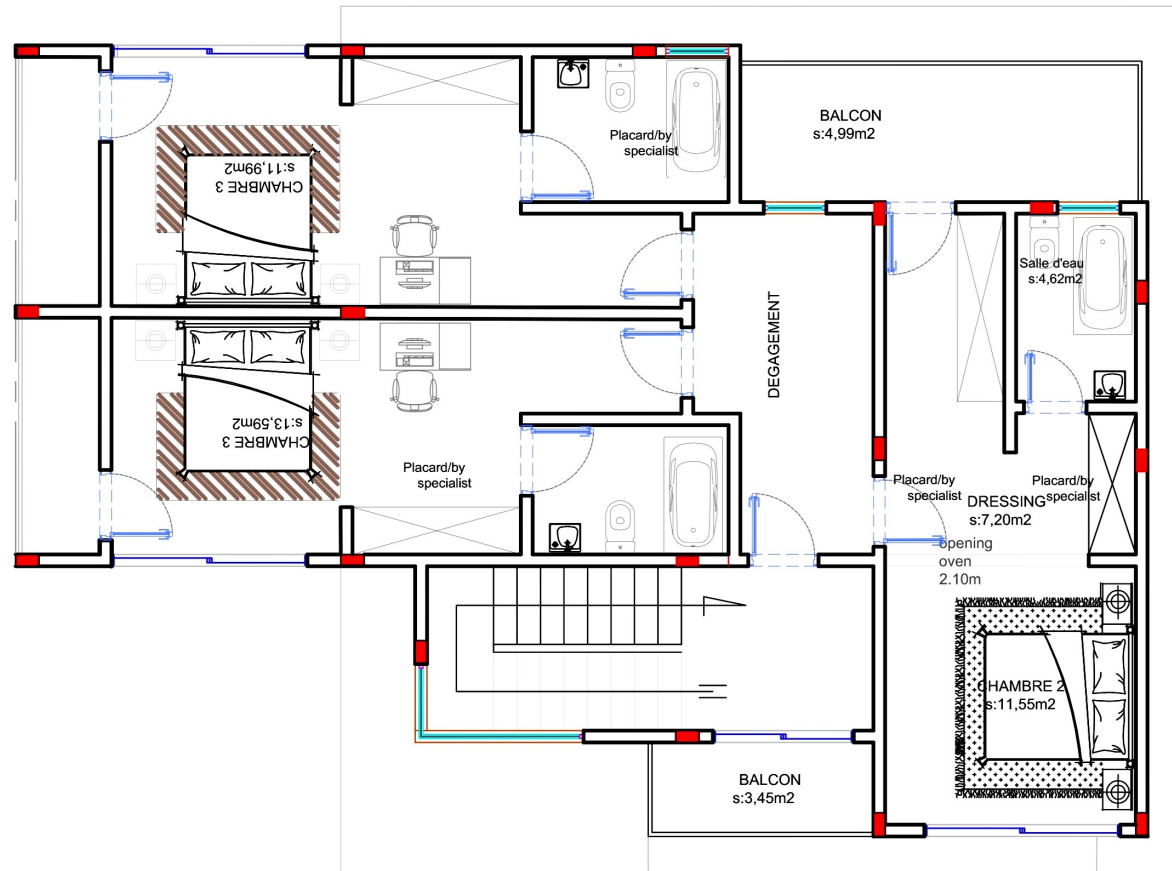 BALCON
s:4,99m2
Placard/by
specialist
CHAMBRE 3
s:11,99m2
Salle d'eau
s:4,62m2
DEGAGEMENT
CHAMBRE 3
s:13,59m2
Placard/by
specialist
Placard/by
specialist
DRESSING
s:7,20m2
Placard/by
specialist
opening
oven
2.10m
CHAMBRE 2
s:11,55m2
BALCON
s:3,45m2